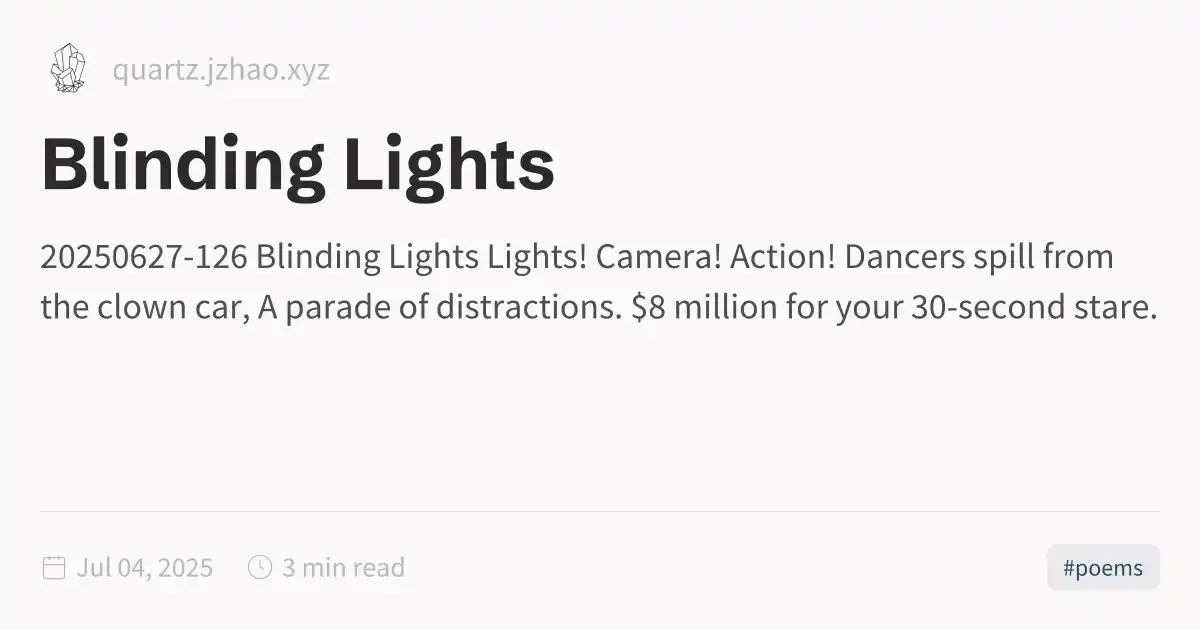 quartz.jzhao.xyz
Blinding Lights
20250627-126 Blinding Lights Lights! Camera! Action! Dancers spill from
the clown car, A parade of distractions. $8 million for your 30-second stare.
Jul 04, 2025
3 min read
#poems